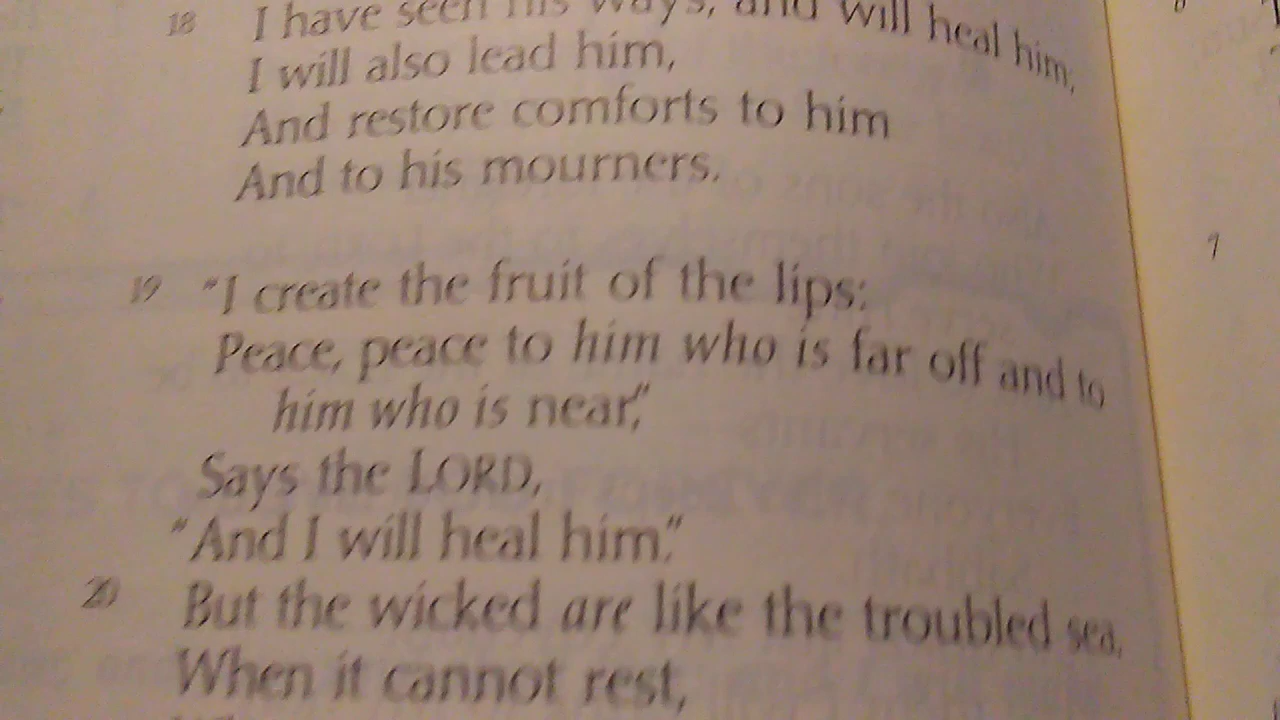 18 I have seen his ways, and will heal him;
I will also lead him,
And restore comforts to him
And to his mourners.
19 "I create the fruit of the lips:
Peace, peace to him who is far off and to
him who is near,"
Says the LORD,
"And I will heal him."
20 But the wicked are like the troubled sea,
When it cannot rest,